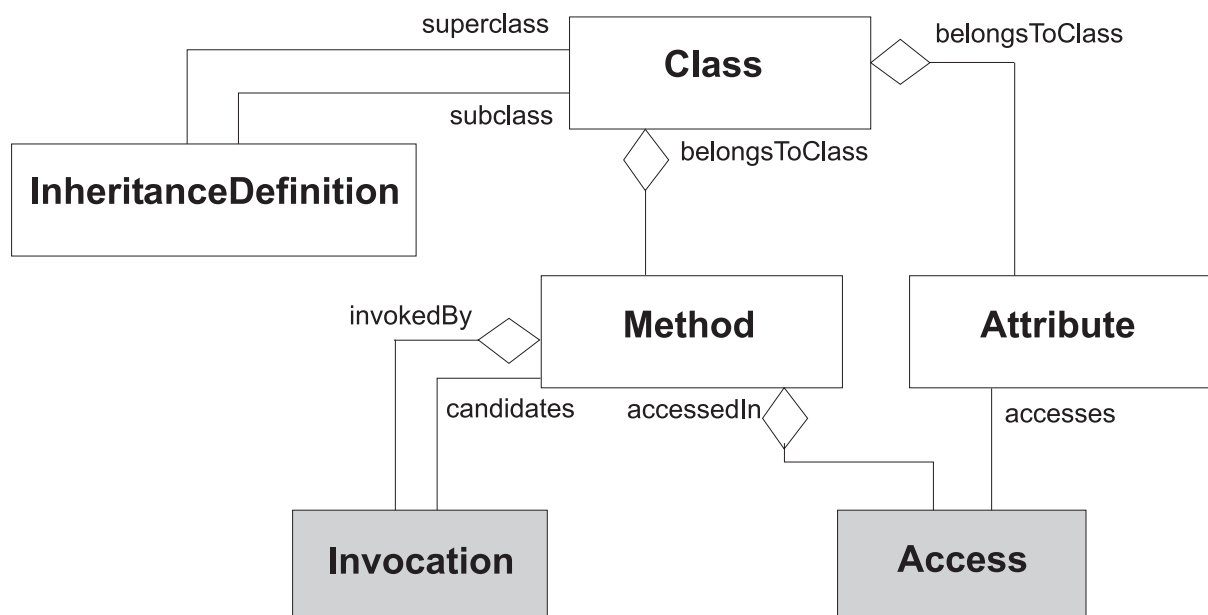 superclass
belongsToClass
Class
subclass
belongsToClass
InheritanceDefinition
invokedBy
Method
Attribute
candidates
accessedIn
accesses
Invocation
Access